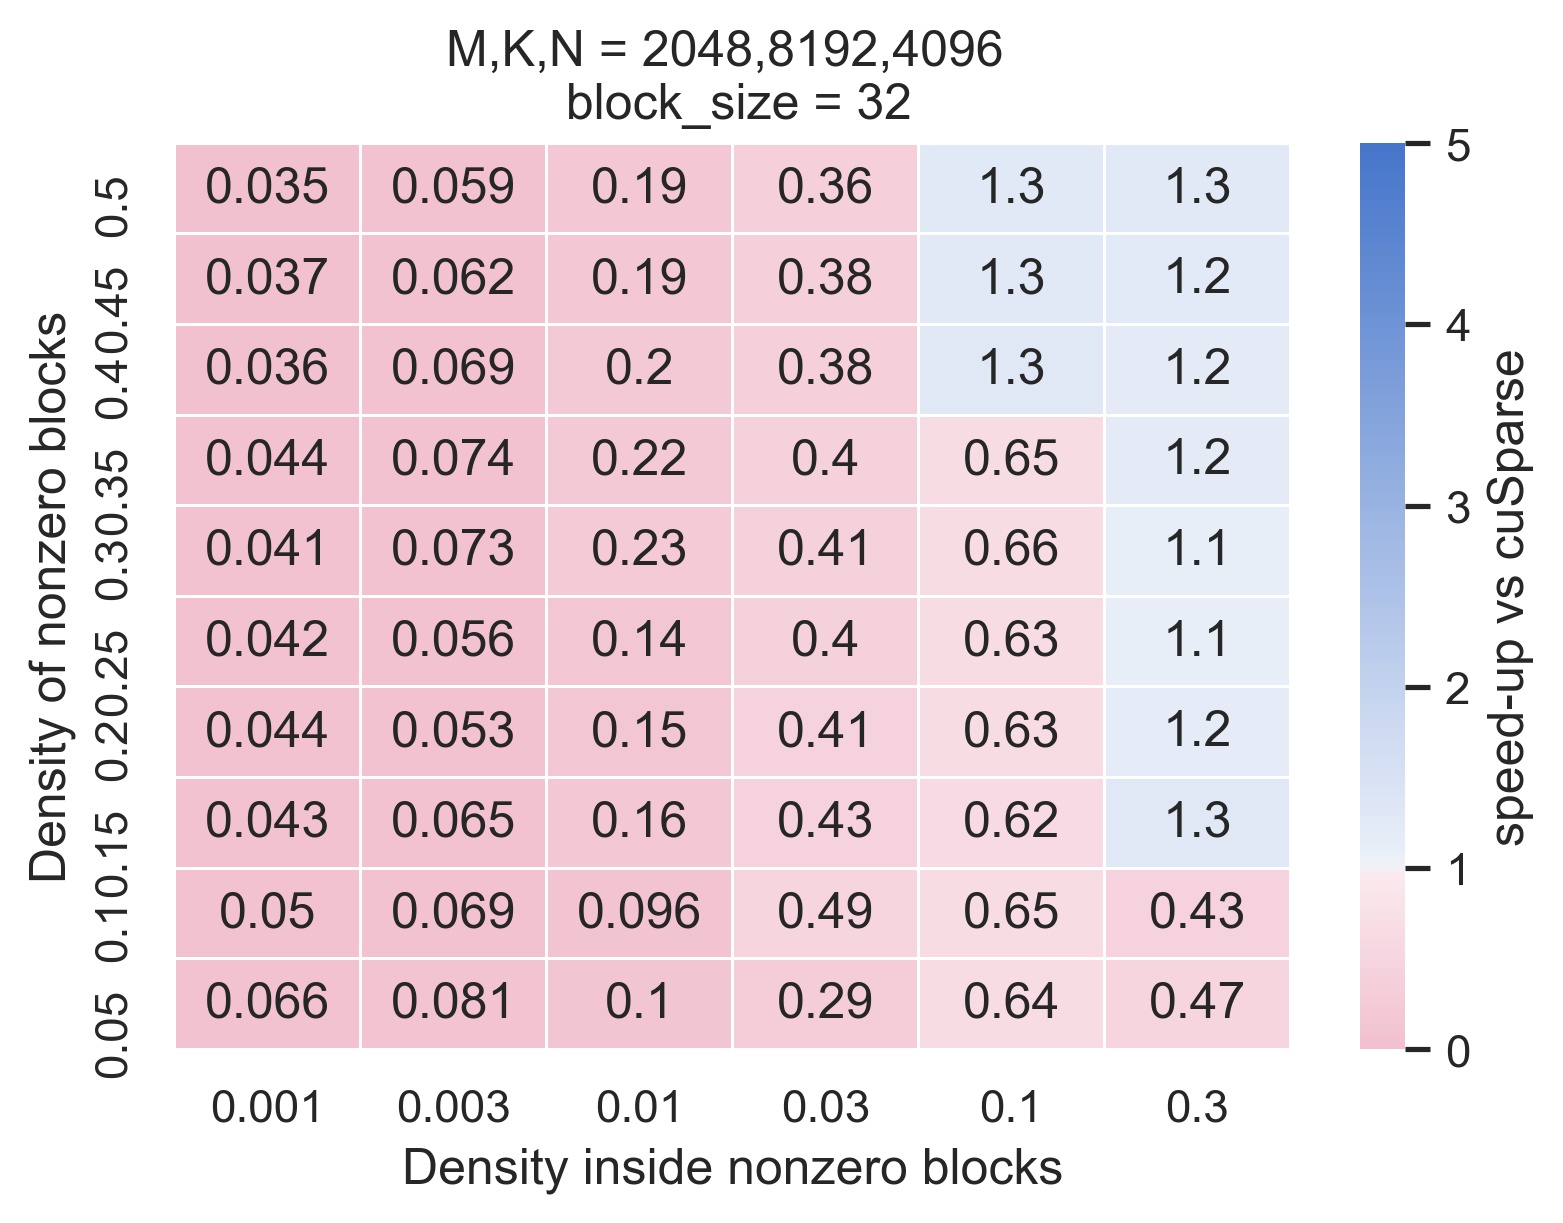 M,K,N = 2048,8192,4096
block_size = 32
Density of nonzero blocks
0.5 0.035 0.059 0.19 0.36 1.3 1.3
0.45 0.037 0.062 0.19 0.38 1.3 1.2
0.4 0.036 0.069 0.2 0.38 1.3 1.2
0.35 0.044 0.074 0.22 0.4 0.65 1.2
0.3 0.041 0.073 0.23 0.41 0.66 1.1
0.25 0.042 0.056 0.14 0.4 0.63 1.1
0.2 0.044 0.053 0.15 0.41 0.63 1.2
0.15 0.043 0.065 0.16 0.43 0.62 1.3
0.1 0.05 0.069 0.096 0.49 0.65 0.43
0.05 0.066 0.081 0.1 0.29 0.64 0.47
0.001 0.003 0.01 0.03 0.1 0.3
Density inside nonzero blocks
5
4
3
2
1
0
speed-up vs cuSparse